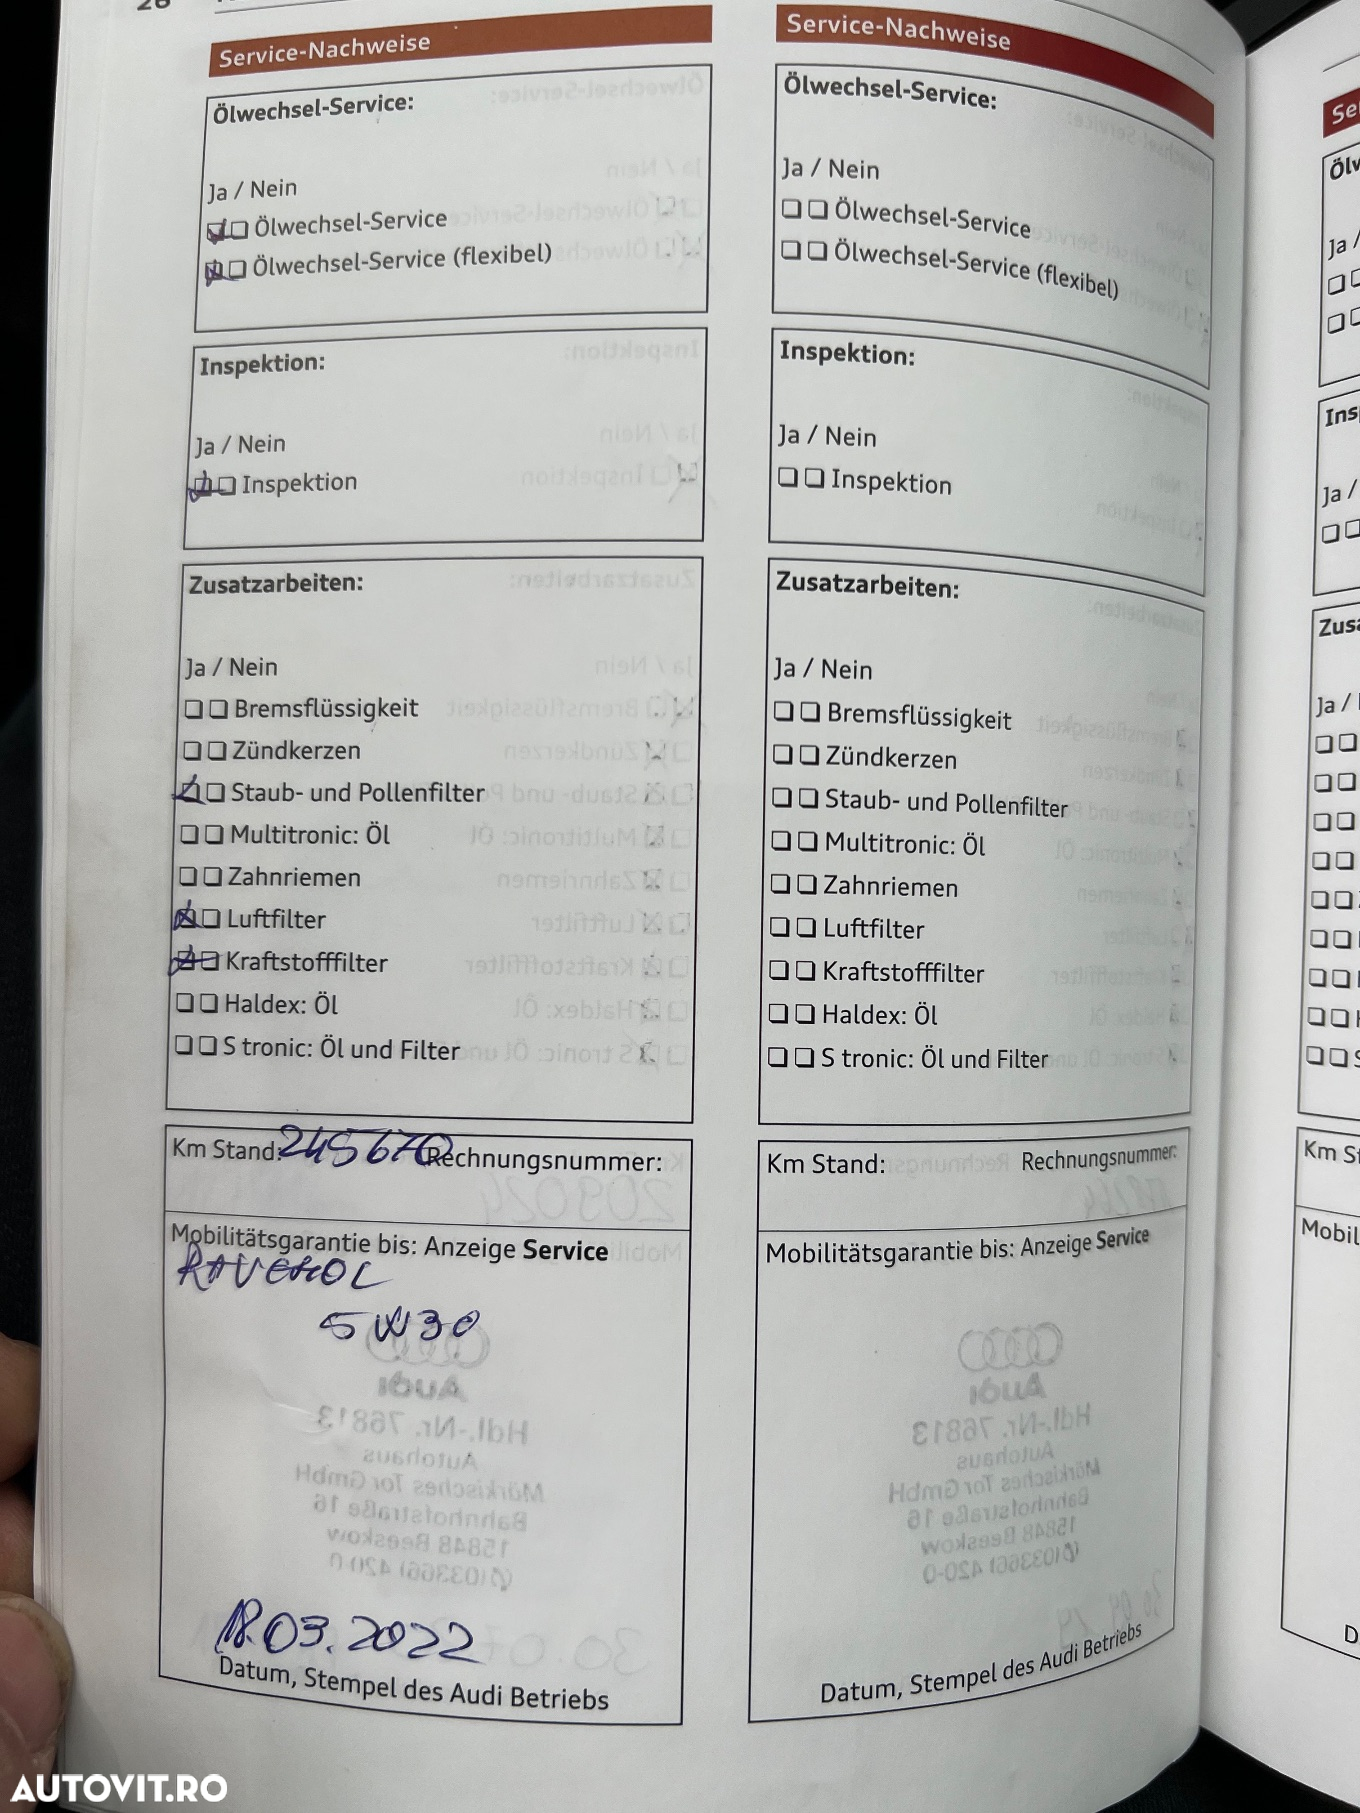 26
Service-Nachweise
Ölwechsel-Service:
Ja / Nein
Ölwechsel-Service
Ölwechsel-Service (flexibel)
Inspektion:
Ja / Nein
Inspektion
Zusatzarbeiten:
Ja / Nein
Bremsflüssigkeit
Zündkerzen
Staub- und Pollenfilter
Multitronic: Öl
Zahnriemen
Luftfilter
Kraftstofffilter
Haldex: Öl
S tronic: Öl und Filter
Km Stand: 245670 Rechnungsnummer:
Mobilitätsgarantie bis: Anzeige Service
RAVENOL
5W30
18.03.2022
Datum, Stempel des Audi Betriebs
Service-Nachweise
Ölwechsel-Service:
Ja / Nein
Ölwechsel-Service
Ölwechsel-Service (flexibel)
Inspektion:
Ja / Nein
Inspektion
Zusatzarbeiten:
Ja / Nein
Bremsflüssigkeit
Zündkerzen
Staub- und Pollenfilter
Multitronic: Öl
Zahnriemen
Luftfilter
Kraftstofffilter
Haldex: Öl
S tronic: Öl und Filter
Km Stand: Rechnungsnummer:
Mobilitätsgarantie bis: Anzeige Service
Datum, Stempel des Audi Betriebs
Ja /
Ja /
Km St
AUTOVIT.RO